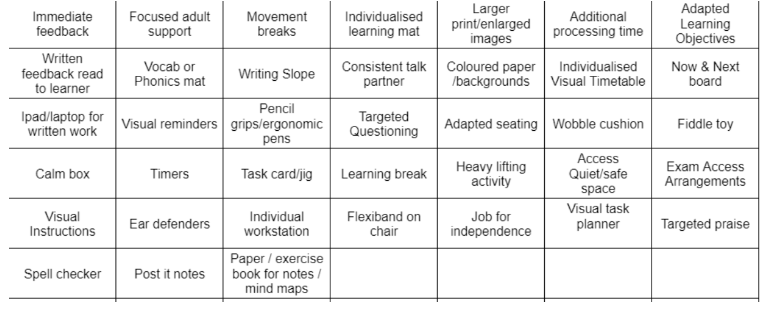 Immediate feedback
Focused adult support
Movement breaks
Individualised learning mat
Larger print/enlarged images
Additional processing time
Adapted Learning Objectives
Written feedback read to learner
Vocab or Phonics mat
Writing Slope
Consistent talk partner
Coloured paper /backgrounds
Individualised Visual Timetable
Now & Next board
Ipad/laptop for written work
Visual reminders
Pencil grips/ergonomic pens
Targeted Questioning
Adapted seating
Wobble cushion
Fiddle toy
Calm box
Timers
Task card/jig
Learning break
Heavy lifting activity
Access Quiet/safe space
Exam Access Arrangements
Visual Instructions
Ear defenders
Individual workstation
Flexiband on chair
Job for independence
Visual task planner
Targeted praise
Spell checker
Post it notes
Paper / exercise book for notes / mind maps